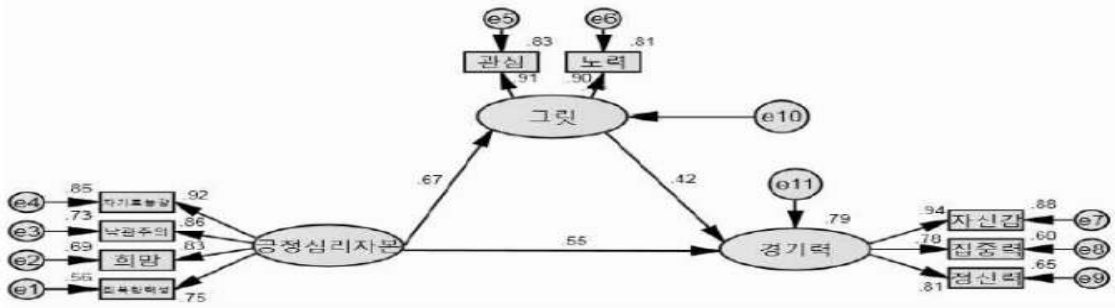 e5 e6
.83 .81
관심 노력
.91 .90
그릿 e10
.67 .42 e11
.85 .92
e4 자기효능감
.73 .86 .79 .94 .88
e3 낙관주의 자신감 e7
.69 .83 .55 .78 .60
e2 희망 긍정심리자본 경기력 집중력 e8
.56 .65
e1 회복탄력성 정신력 e9
.75 .81